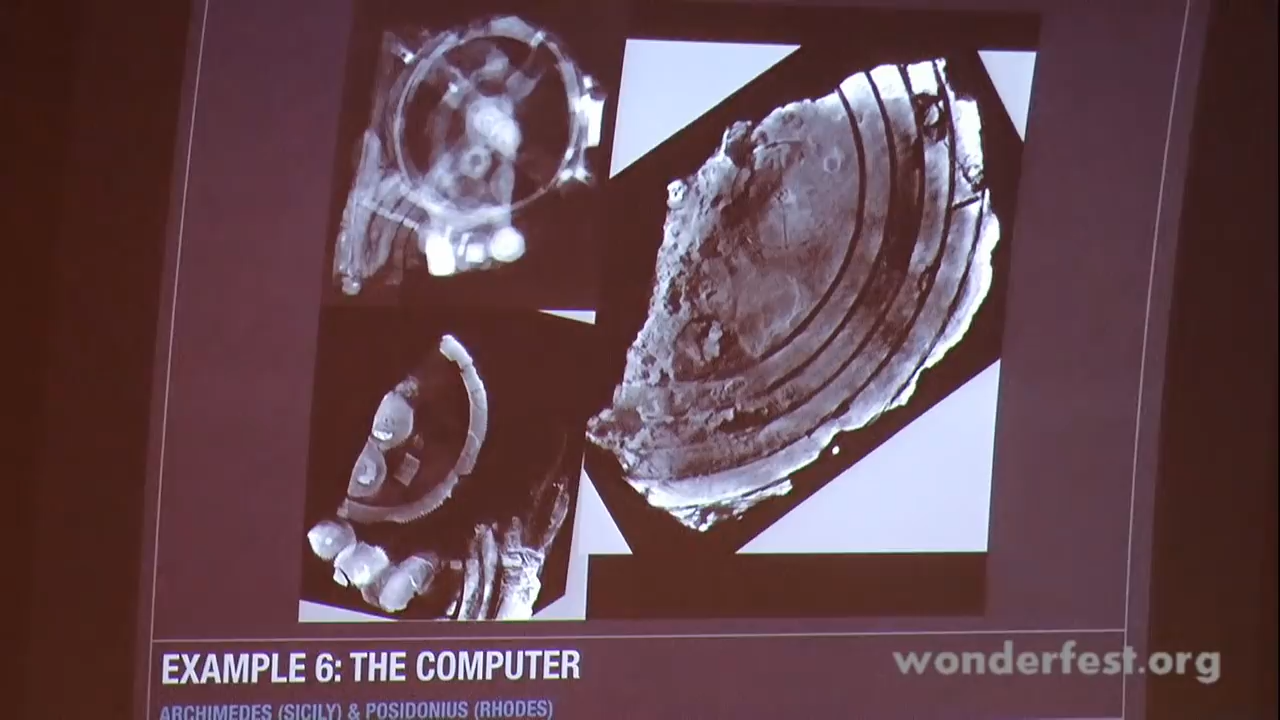 EXAMPLE 6: THE COMPUTER
wonderfest.org
ARCHIMEDES (SICILY) & POSIDONIUS (RHODES)